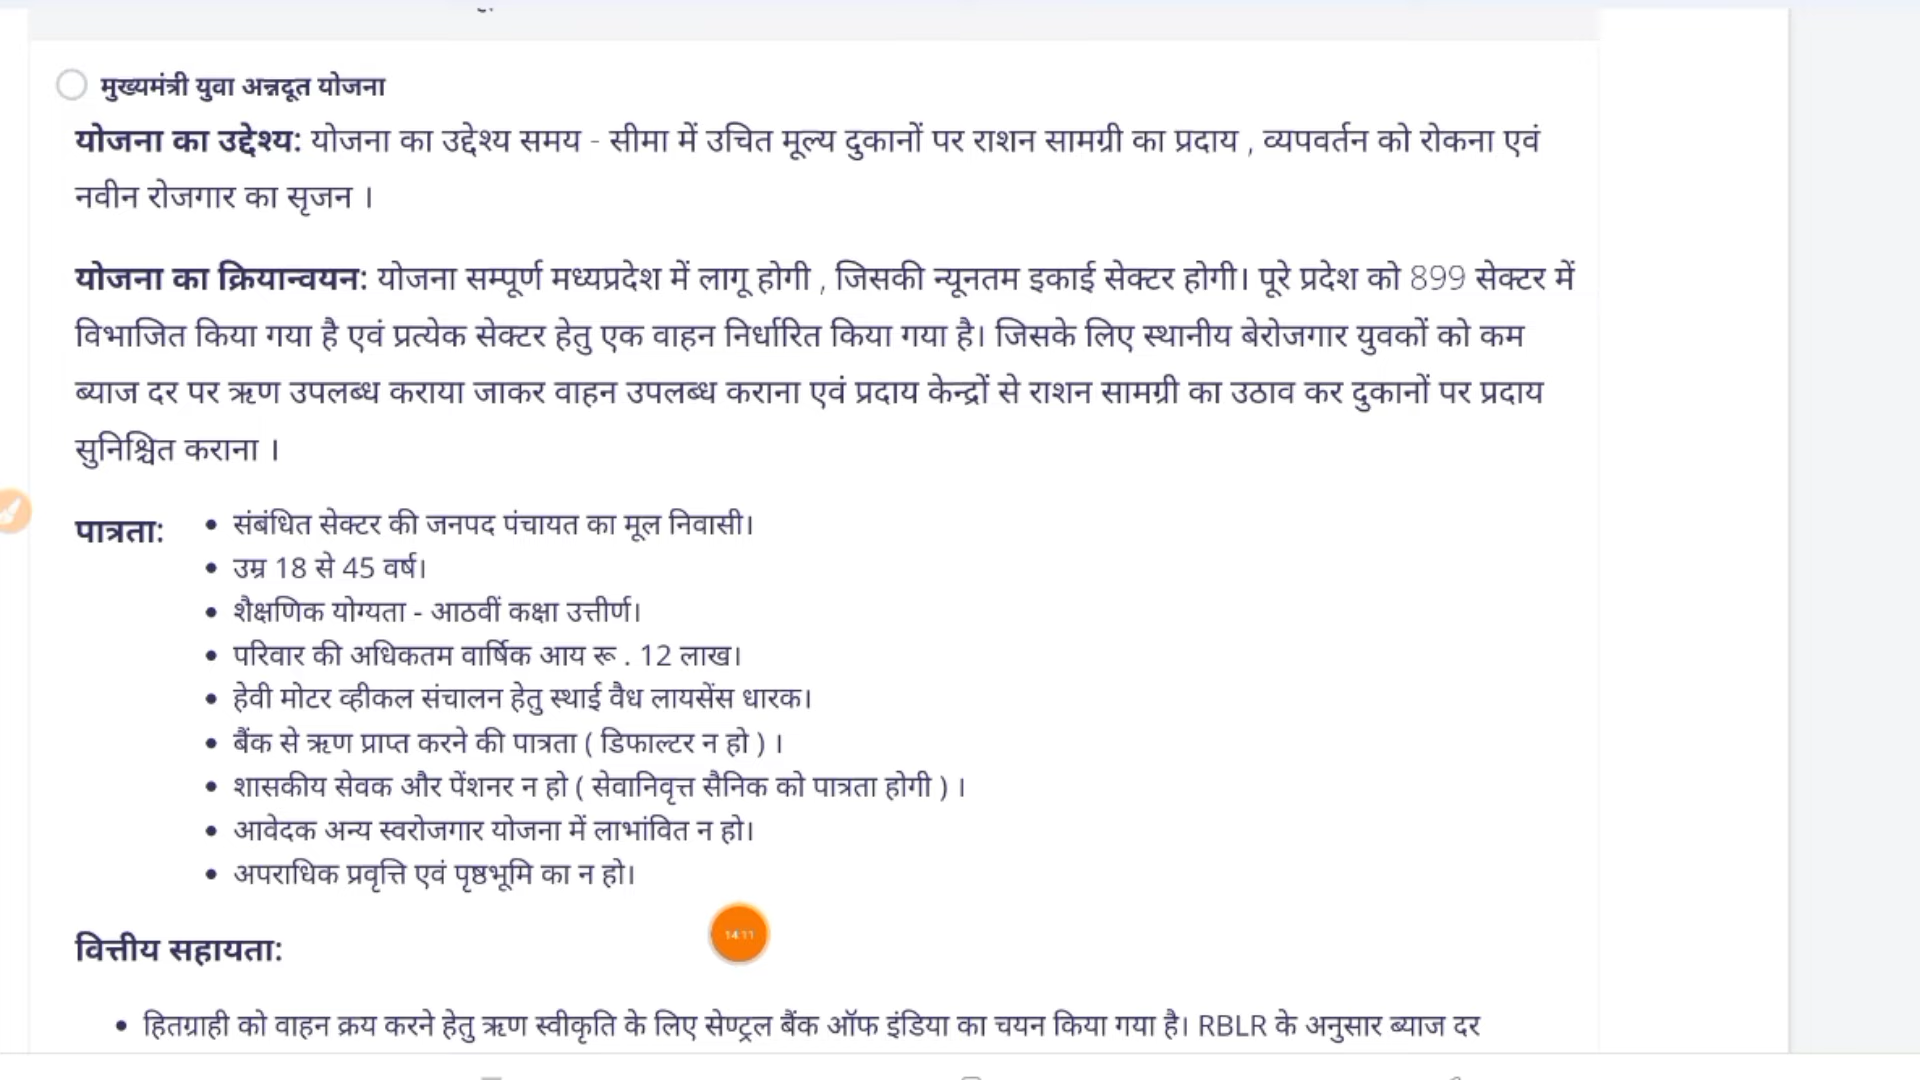 मुख्यमंत्री युवा अन्नदूत योजना
योजना का उद्देश्य: योजना का उद्देश्य समय - सीमा में उचित मूल्य दुकानों पर राशन सामग्री का प्रदाय , व्यपवर्तन को रोकना एवं
नवीन रोजगार का सृजन ।
योजना का क्रियान्वयन: योजना सम्पूर्ण मध्यप्रदेश में लागू होगी , जिसकी न्यूनतम इकाई सेक्टर होगी। पूरे प्रदेश को 899 सेक्टर में
विभाजित किया गया है एवं प्रत्येक सेक्टर हेतु एक वाहन निर्धारित किया गया है। जिसके लिए स्थानीय बेरोजगार युवकों को कम
ब्याज दर पर ऋण उपलब्ध कराया जाकर वाहन उपलब्ध कराना एवं प्रदाय केन्द्रों से राशन सामग्री का उठाव कर दुकानों पर प्रदाय
सुनिश्चित कराना ।
पात्रता: • संबंधित सेक्टर की जनपद पंचायत का मूल निवासी।
• उम्र 18 से 45 वर्ष।
• शैक्षणिक योग्यता - आठवीं कक्षा उत्तीर्ण।
• परिवार की अधिकतम वार्षिक आय रू . 12 लाख।
• हेवी मोटर व्हीकल संचालन हेतु स्थाई वैध लायसेंस धारक।
• बैंक से ऋण प्राप्त करने की पात्रता ( डिफाल्टर न हो ) ।
• शासकीय सेवक और पेंशनर न हो ( सेवानिवृत्त सैनिक को पात्रता होगी ) ।
• आवेदक अन्य स्वरोजगार योजना में लाभांवित न हो।
• अपराधिक प्रवृत्ति एवं पृष्ठभूमि का न हो।
14:11
वित्तीय सहायता:
• हितग्राही को वाहन क्रय करने हेतु ऋण स्वीकृति के लिए सेण्ट्रल बैंक ऑफ इंडिया का चयन किया गया है। RBLR के अनुसार ब्याज दर